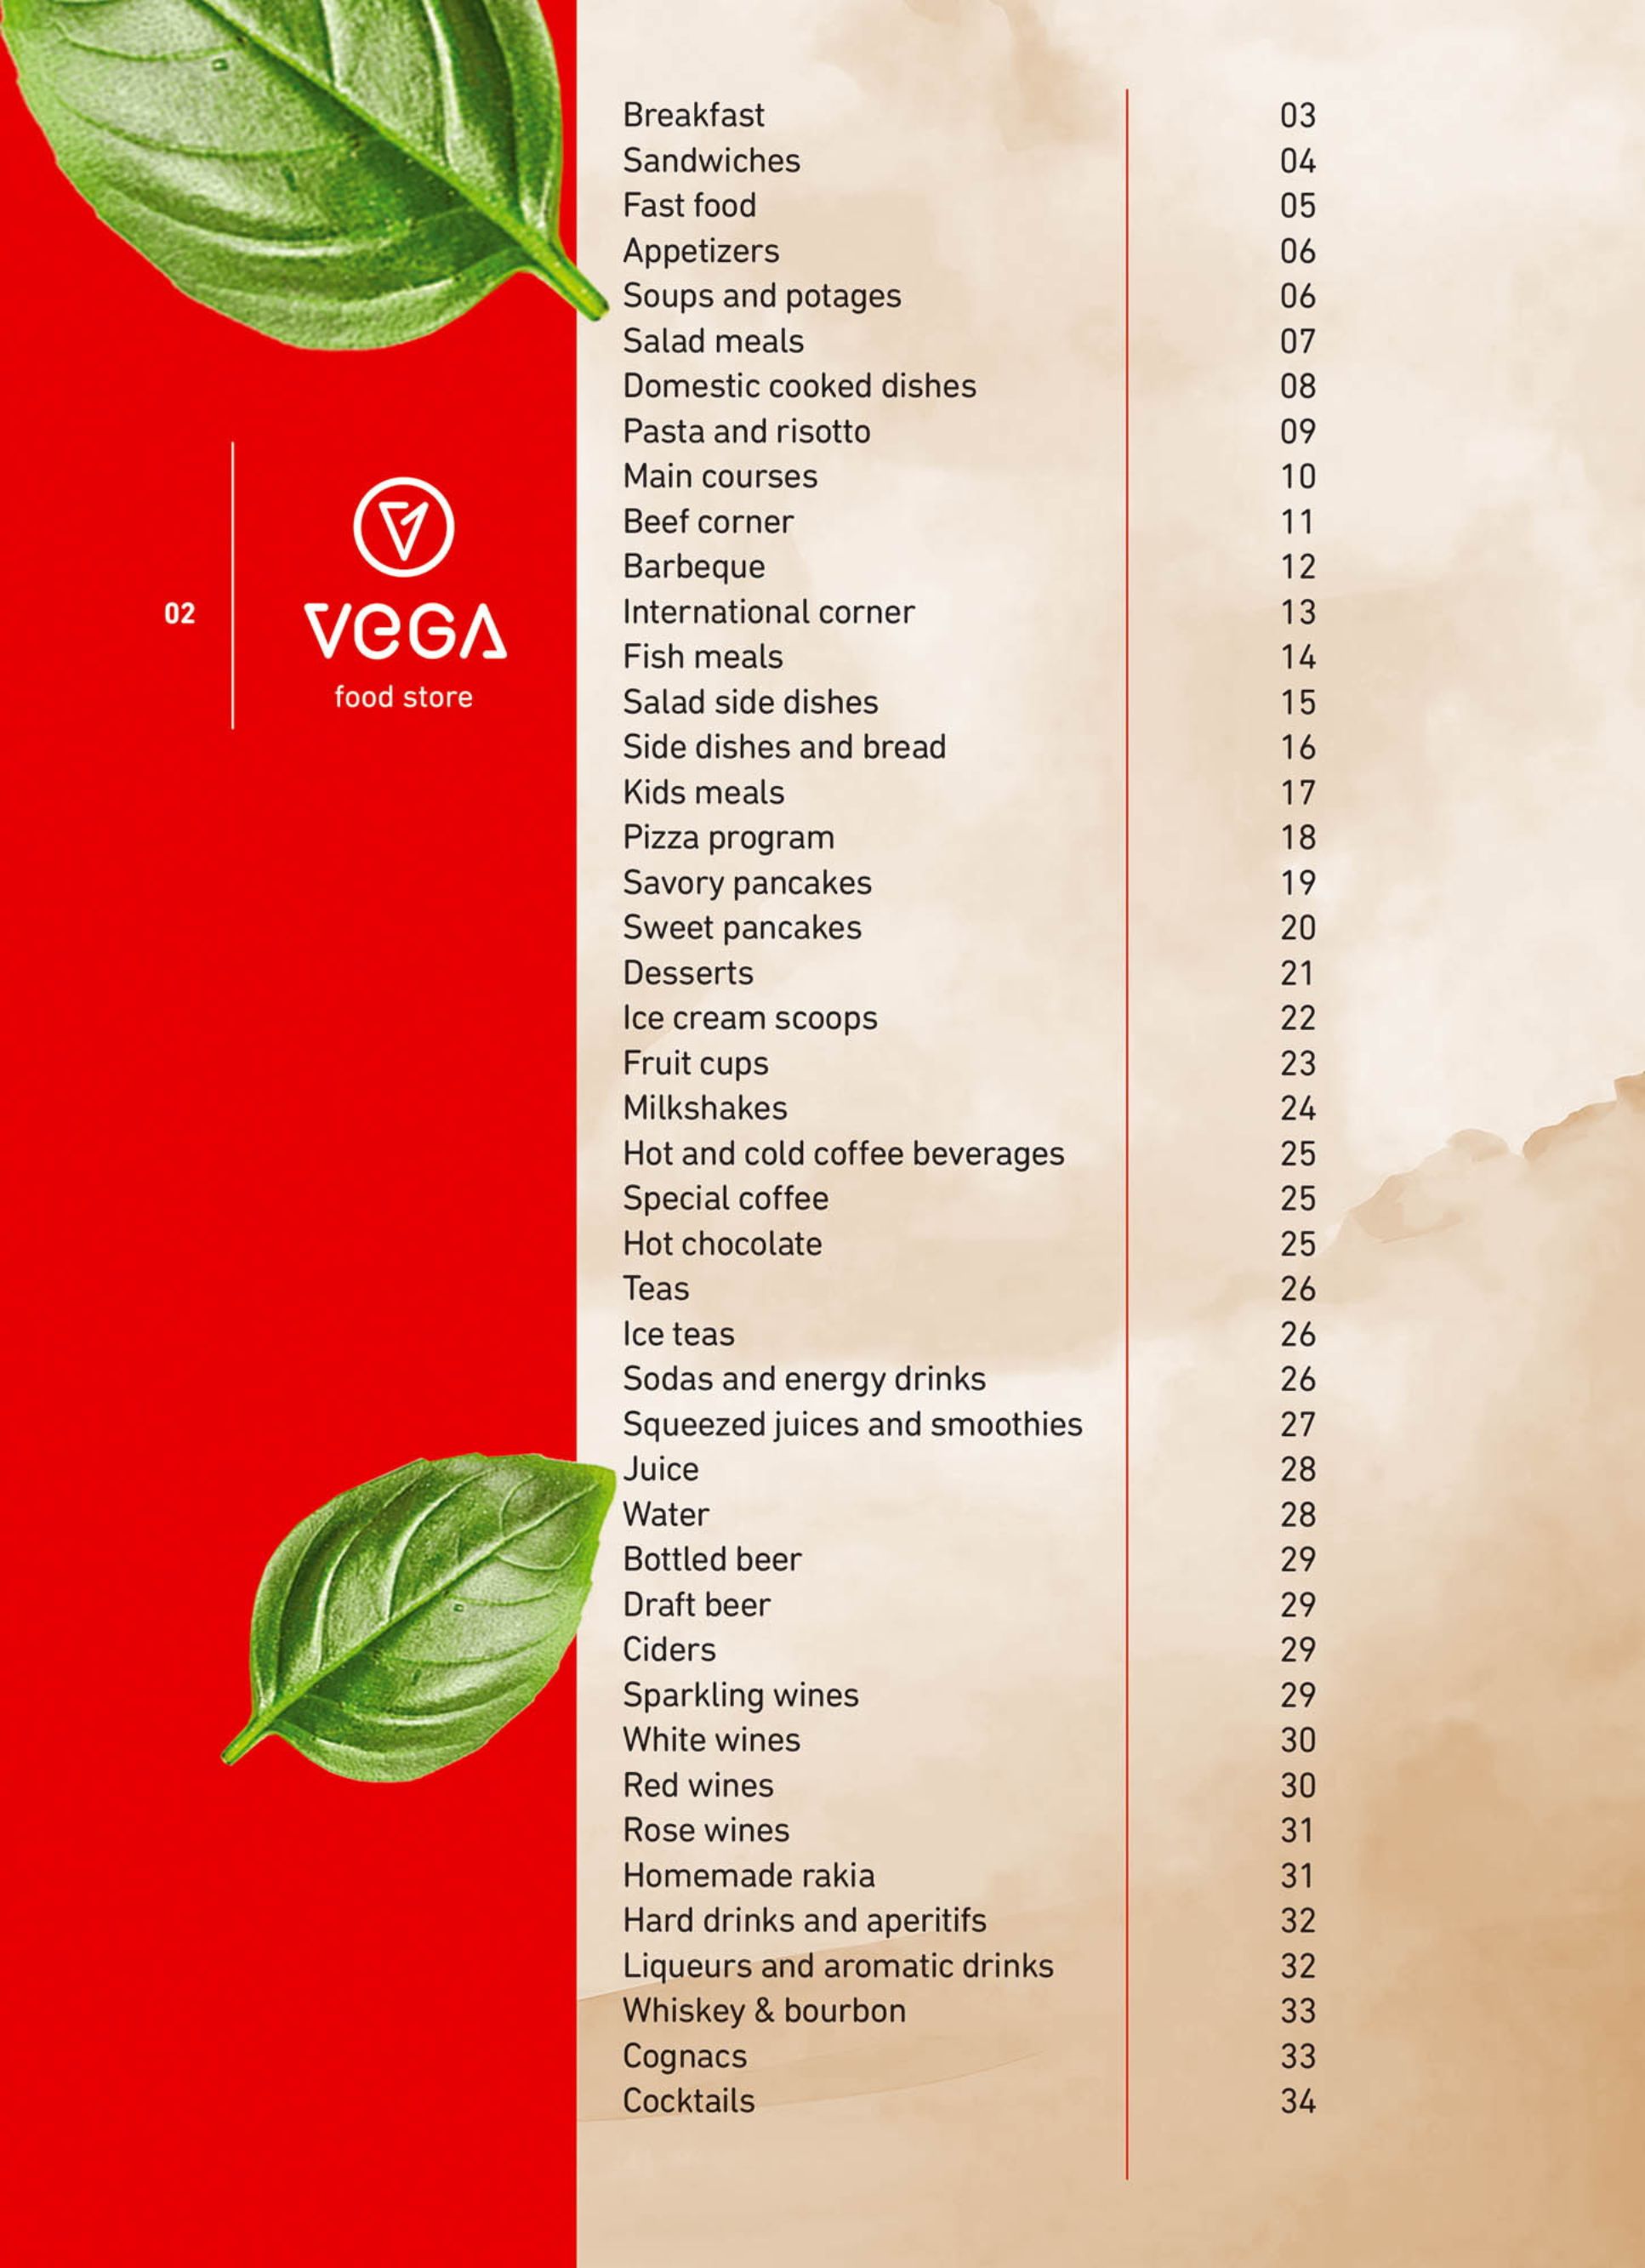 02
VEGA
food store
Breakfast 03
Sandwiches 04
Fast food 05
Appetizers 06
Soups and potages 06
Salad meals 07
Domestic cooked dishes 08
Pasta and risotto 09
Main courses 10
Beef corner 11
Barbeque 12
International corner 13
Fish meals 14
Salad side dishes 15
Side dishes and bread 16
Kids meals 17
Pizza program 18
Savory pancakes 19
Sweet pancakes 20
Desserts 21
Ice cream scoops 22
Fruit cups 23
Milkshakes 24
Hot and cold coffee beverages 25
Special coffee 25
Hot chocolate 25
Teas 26
Ice teas 26
Sodas and energy drinks 26
Squeezed juices and smoothies 27
Juice 28
Water 28
Bottled beer 29
Draft beer 29
Ciders 29
Sparkling wines 29
White wines 30
Red wines 30
Rose wines 31
Homemade rakia 31
Hard drinks and aperitifs 32
Liqueurs and aromatic drinks 32
Whiskey & bourbon 33
Cognacs 33
Cocktails 34